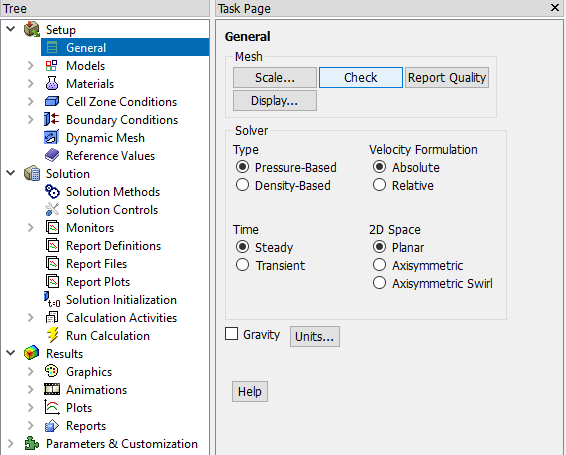 Tree
Setup
General
Models
Materials
Cell Zone Conditions
Boundary Conditions
Dynamic Mesh
Reference Values
Solution
Solution Methods
Solution Controls
Monitors
Report Definitions
Report Files
Report Plots
t=0 Solution Initialization
Calculation Activities
Run Calculation
Results
Graphics
Animations
Plots
Reports
Parameters & Customization
Task Page
General
Mesh
Scale... Check Report Quality
Display...
Solver
Type Velocity Formulation
Pressure-Based Absolute
Density-Based Relative
Time 2D Space
Steady Planar
Transient Axisymmetric
Axisymmetric Swirl
Gravity Units...
Help